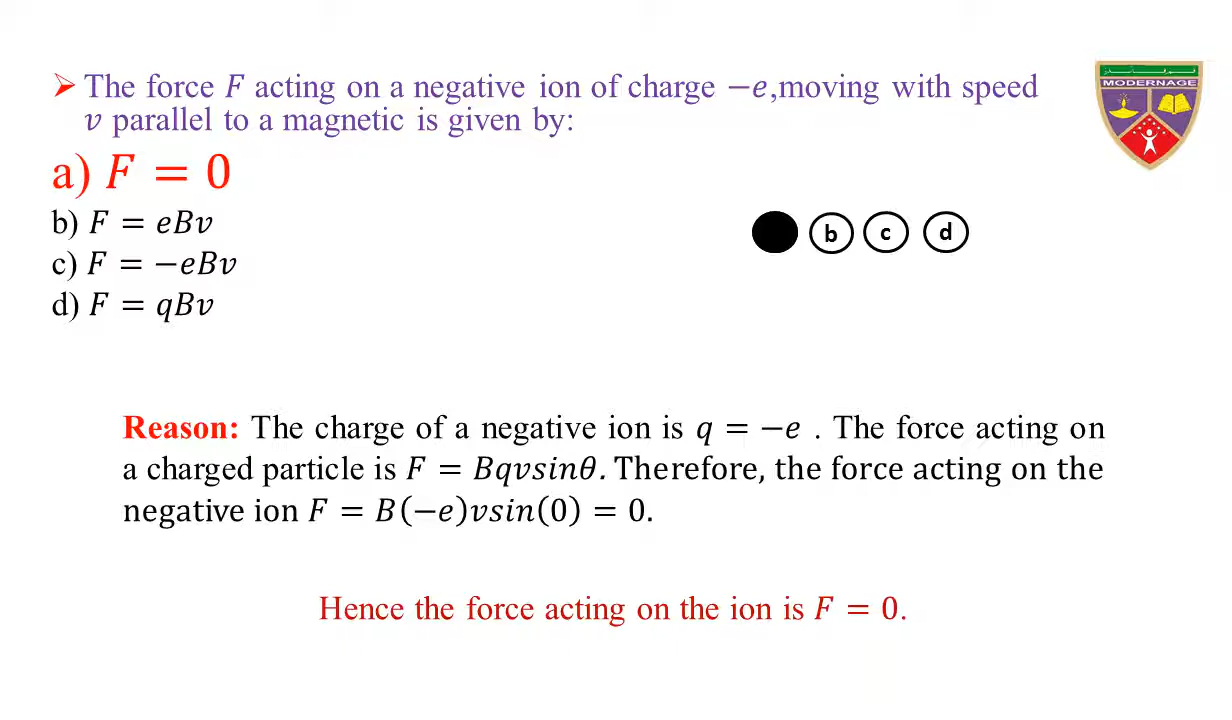 ➢ The force 𝐹 acting on a negative ion of charge −𝑒,moving with speed
𝑣 parallel to a magnetic is given by:
a) 𝐹 = 0
b) 𝐹 = 𝑒𝐵𝑣
c) 𝐹 = −𝑒𝐵𝑣
d) 𝐹 = 𝑞𝐵𝑣
b c d
MODERNAGE
Reason: The charge of a negative ion is 𝑞 = −𝑒 . The force acting on
a charged particle is 𝐹 = 𝐵𝑞𝑣𝑠𝑖𝑛𝜃. Therefore, the force acting on the
negative ion 𝐹 = 𝐵(−𝑒)𝑣𝑠𝑖𝑛(0) = 0.
Hence the force acting on the ion is 𝐹 = 0.